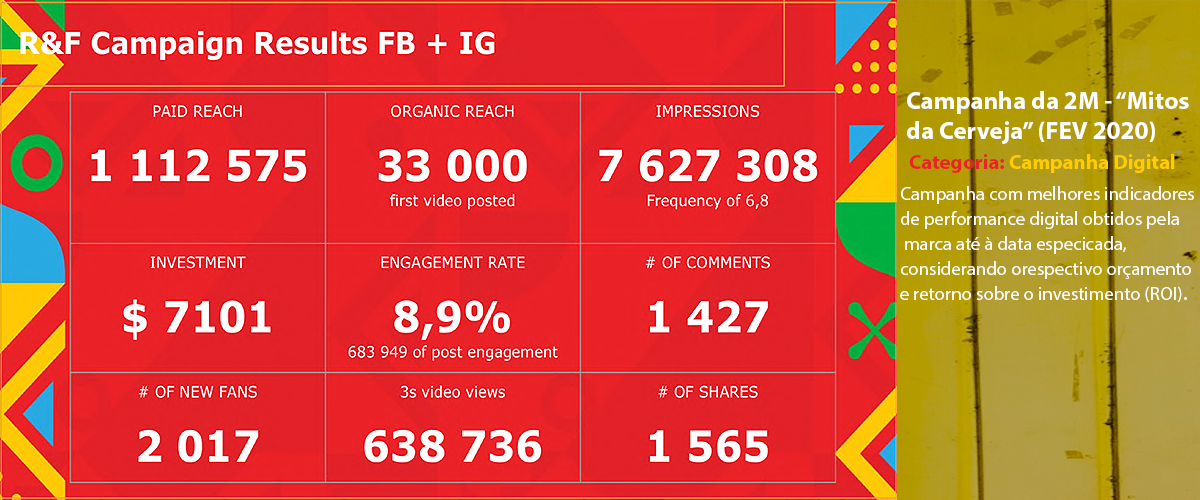 R&F Campaign Results FB + IG
PAID REACH
1 112 575
ORGANIC REACH
33 000
first video posted
IMPRESSIONS
7 627 308
Frequency of 6,8
INVESTMENT
$ 7101
ENGAGEMENT RATE
8,9%
683 949 of post engagement
# OF COMMENTS
1 427
# OF NEW FANS
2 017
3s video views
638 736
# OF SHARES
1 565
Campanha da 2M - “Mitos
da Cerveja” (FEV 2020)
Categoria: Campanha Digital
Campanha com melhores indicadores
de performance digital obtidos pela
marca até à data especicada,
considerando orespectivo orçamento
e retorno sobre o investimento (ROI).